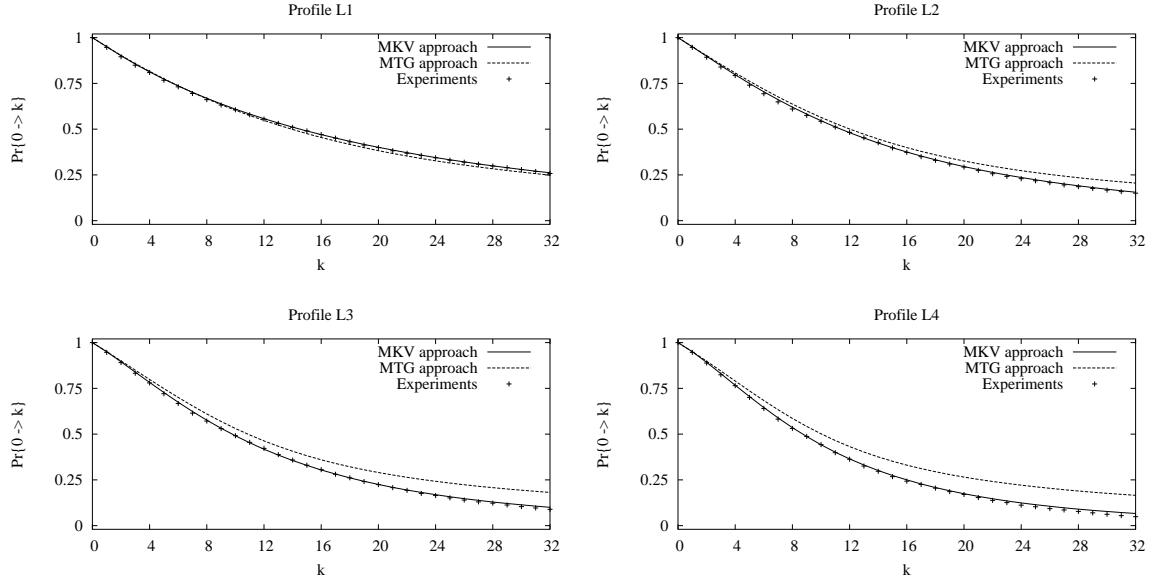 Profile L1
Pr{0 -> k}
1
0.75
0.5
0.25
0
MKV approach
MTG approach
Experiments
0 4 8 12 16 20 24 28 32
k
Profile L2
Pr{0 -> k}
1
0.75
0.5
0.25
0
MKV approach
MTG approach
Experiments
0 4 8 12 16 20 24 28 32
k
Profile L3
Pr{0 -> k}
1
0.75
0.5
0.25
0
MKV approach
MTG approach
Experiments
0 4 8 12 16 20 24 28 32
k
Profile L4
Pr{0 -> k}
1
0.75
0.5
0.25
0
MKV approach
MTG approach
Experiments
0 4 8 12 16 20 24 28 32
k